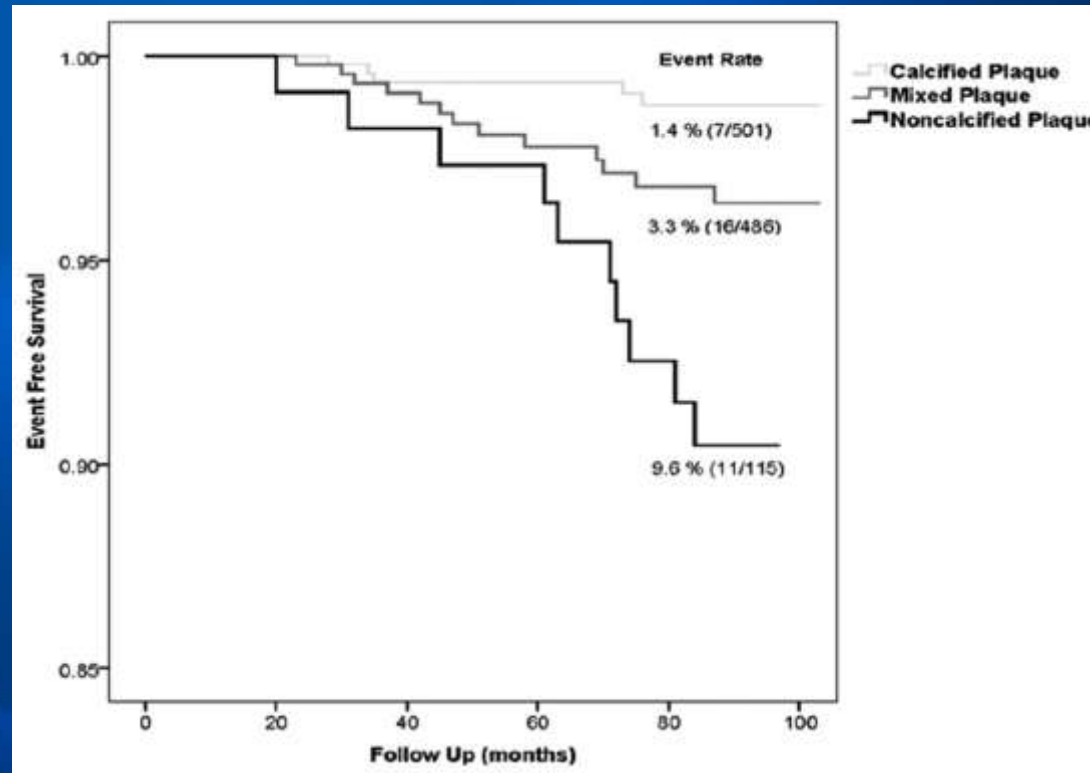 1.00
Event Rate
Calcified Plaque
Mixed Plaque
Noncalcified Plaque
1.4 % (7/501)
3.3 % (16/486)
0.95
Event Free Survival
0.90
9.6 % (11/115)
0.85
0 20 40 60 80 100
Follow Up (months)